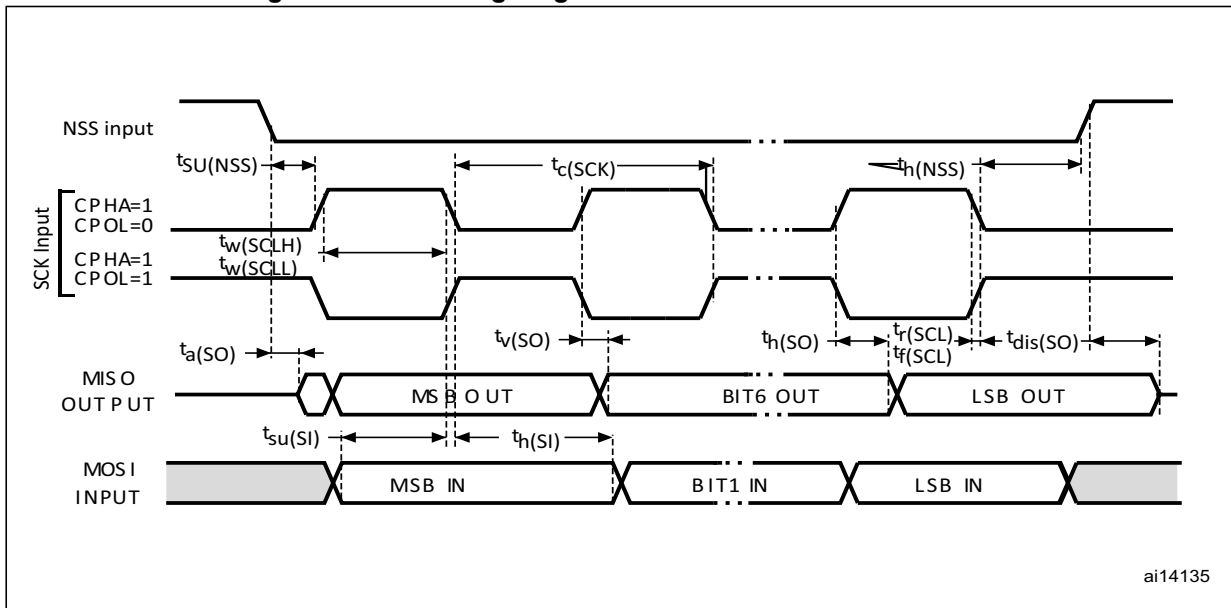 NSS input
tSU(NSS)
tc(SCK)
th(NSS)
SCK Input
CPHA=1
CPOL=0
tw(SCLH)
tw(SCLL)
CPHA=1
CPOL=1
ta(SO)
tv(SO)
th(SO)
tr(SCL)
tf(SCL)
tdis(SO)
MISO
OUTPUT
MSB OUT
BIT6 OUT
LSB OUT
tsu(SI)
th(SI)
MOSI
INPUT
MSB IN
BIT1 IN
LSB IN
ai14135